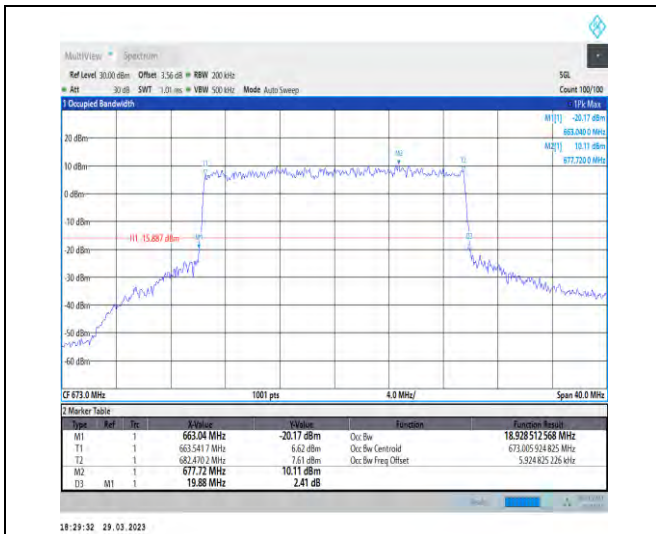 MultiView Spectrum
Ref Level 30.00 dBm Offset 3.56 dB RBW 200 kHz SGL
Att 30 dB SWT 1.01 ms VBW 500 kHz Mode Auto Sweep Count 100/100
1 Occupied Bandwidth 1Pk Max
M1[1] -20.17 dBm
663.040 0 MHz
M2[1] 10.11 dBm
677.720 0 MHz
20 dBm
10 dBm
0 dBm
-10 dBm
-20 dBm
-30 dBm
-40 dBm
-50 dBm
-60 dBm
T1
M2
T2
H1 15.887 dBm
M1
D3
CF 673.0 MHz 1001 pts 4.0 MHz/ Span 40.0 MHz
2 Marker Table
Type Ref Trc X-Value Y-Value Function Function Result
M1 1 663.04 MHz -20.17 dBm Occ Bw 18.928 512 568 MHz
T1 1 663.541 7 MHz 6.62 dBm Occ Bw Centroid 673.005 924 825 MHz
T2 1 682.470 2 MHz 7.61 dBm Occ Bw Freq Offset 5.924 825 226 kHz
M2 1 677.72 MHz 10.11 dBm
D3 M1 1 19.88 MHz 2.41 dB
18:29:32 29.03.2023